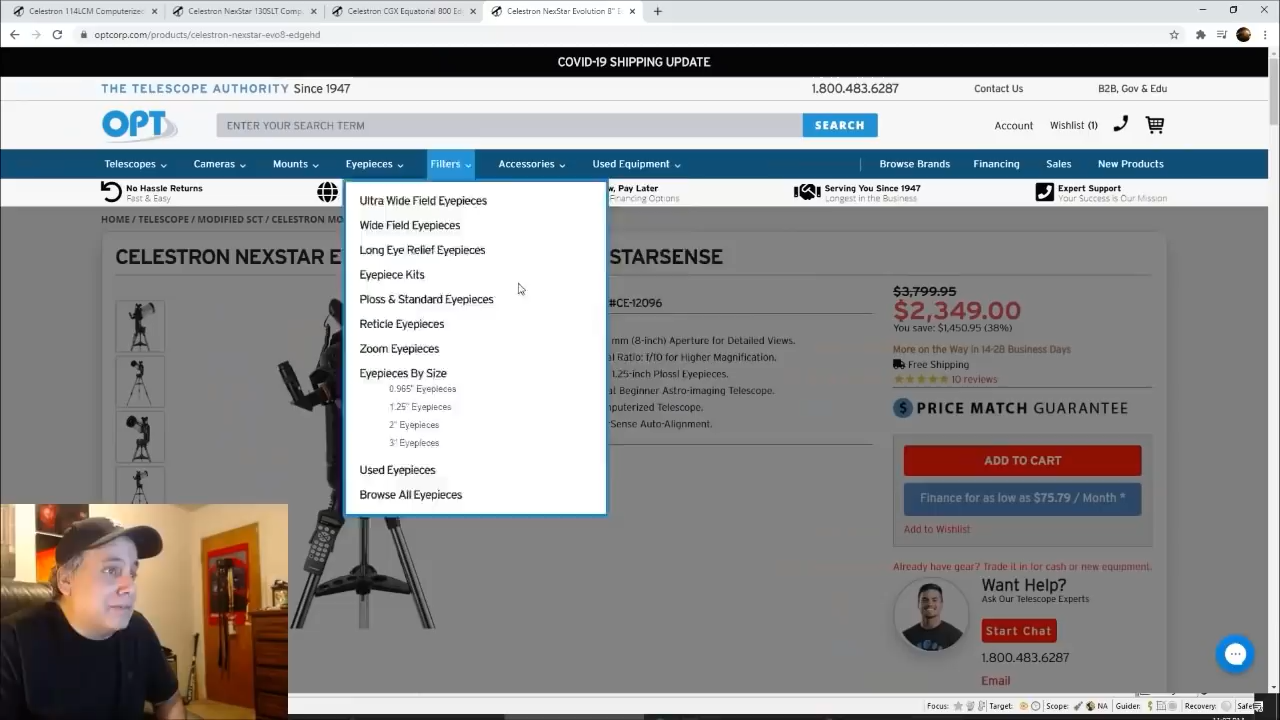 Celestron 114LCM Computerized
Celestron NexStar 130SLT Comp
Celestron CGX Equatorial 800 Ed
Celestron NexStar Evolution 8" E
optcorp.com/products/celestron-nexstar-evo8-edgehd
COVID-19 SHIPPING UPDATE
THE TELESCOPE AUTHORITY Since 1947
1.800.483.6287
Contact Us
B2B, Gov & Edu
OPT
ENTER YOUR SEARCH TERM
SEARCH
Account
Wishlist (1)
Telescopes
Cameras
Mounts
Eyepieces
Filters
Accessories
Used Equipment
Browse Brands
Financing
Sales
New Products
No Hassle Returns
Fast & Easy
w, Pay Later
Financing Options
Serving You Since 1947
Longest in the Business
Expert Support
Your Success is Our Mission
HOME / TELESCOPE / MODIFIED SCT / CELESTRON MO
CELESTRON NEXSTAR E
STARSENSE
Ultra Wide Field Eyepieces
Wide Field Eyepieces
Long Eye Relief Eyepieces
Eyepiece Kits
Ploss & Standard Eyepieces
Reticle Eyepieces
Zoom Eyepieces
Eyepieces By Size
0.965" Eyepieces
1.25" Eyepieces
2" Eyepieces
3" Eyepieces
Used Eyepieces
Browse All Eyepieces
#CE-12096
mm (8-inch) Aperture for Detailed Views.
al Ratio: f/10 for Higher Magnification.
1.25-inch Plossl Eyepieces.
al Beginner Astro-imaging Telescope.
mputerized Telescope.
Sense Auto-Alignment.
$3,799.95
$2,349.00
You save: $1,450.95 (38%)
More on the Way in 14-28 Business Days
Free Shipping
10 reviews
PRICE MATCH GUARANTEE
ADD TO CART
Finance for as low as $75.79 / Month *
Add to Wishlist
Already have gear? Trade it in for cash or new equipment.
Want Help?
Ask Our Telescope Experts
Start Chat
1.800.483.6287
Email
Focus:
Target:
Scope:
NA
Guider:
Recovery:
Safe